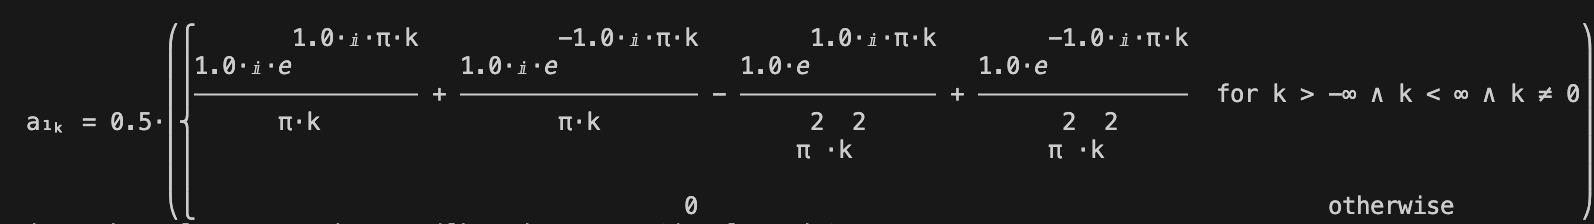 1.0·ⅈ·π·k −1.0·ⅈ·π·k 1.0·ⅈ·π·k −1.0·ⅈ·π·k
1.0·ⅈ·e 1.0·ⅈ·e 1.0·e 1.0·e
a₁ₖ = 0.5· + − + for k > −∞ ∧ k < ∞ ∧ k ≠ 0
π·k π·k 2 2 2 2
π ·k π ·k
0 otherwise